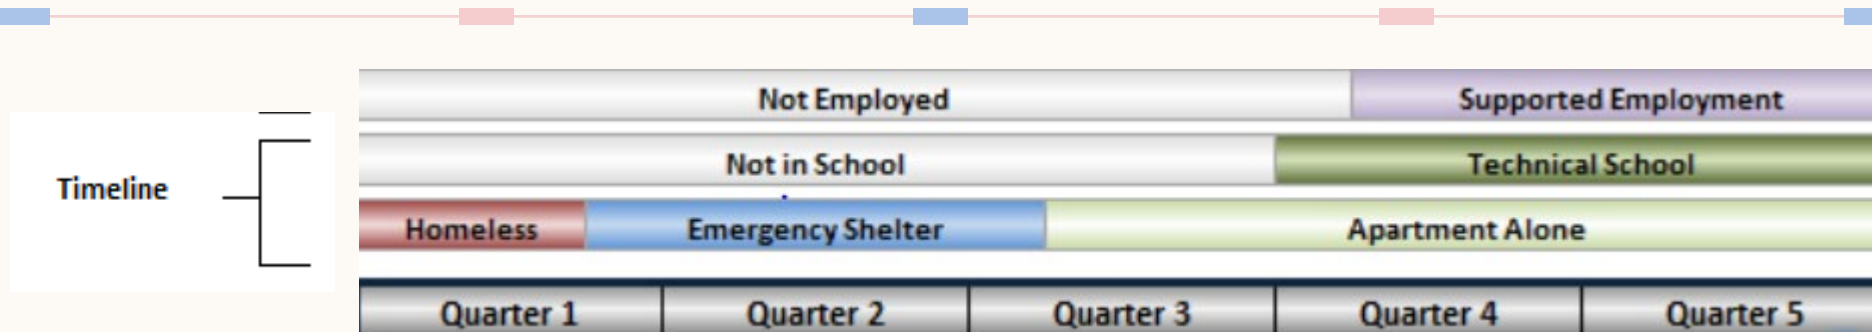 Not Employed Supported Employment
Not in School Technical School
Timeline
Homeless Emergency Shelter Apartment Alone
Quarter 1 Quarter 2 Quarter 3 Quarter 4 Quarter 5